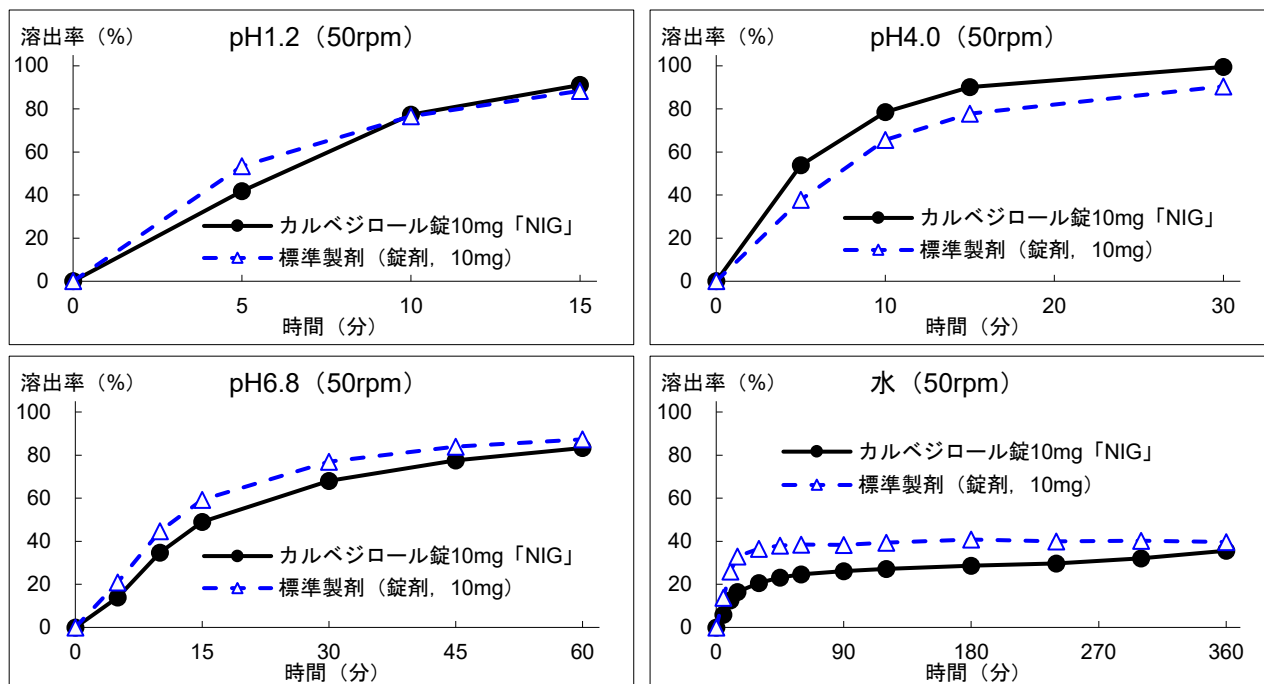 溶出率（%）
pH1.2（50rpm）
100
80
60
40
20
0
カルベジロール錠10mg「NIG」
標準製剤（錠剤，10mg）
0 5 10 15
時間（分）
溶出率（%）
pH4.0（50rpm）
100
80
60
40
20
0
カルベジロール錠10mg「NIG」
標準製剤（錠剤，10mg）
0 10 20 30
時間（分）
溶出率（%）
pH6.8（50rpm）
100
80
60
40
20
0
カルベジロール錠10mg「NIG」
標準製剤（錠剤，10mg）
0 15 30 45 60
時間（分）
溶出率（%）
水（50rpm）
100
80
60
40
20
0
カルベジロール錠10mg「NIG」
標準製剤（錠剤，10mg）
0 90 180 270 360
時間（分）